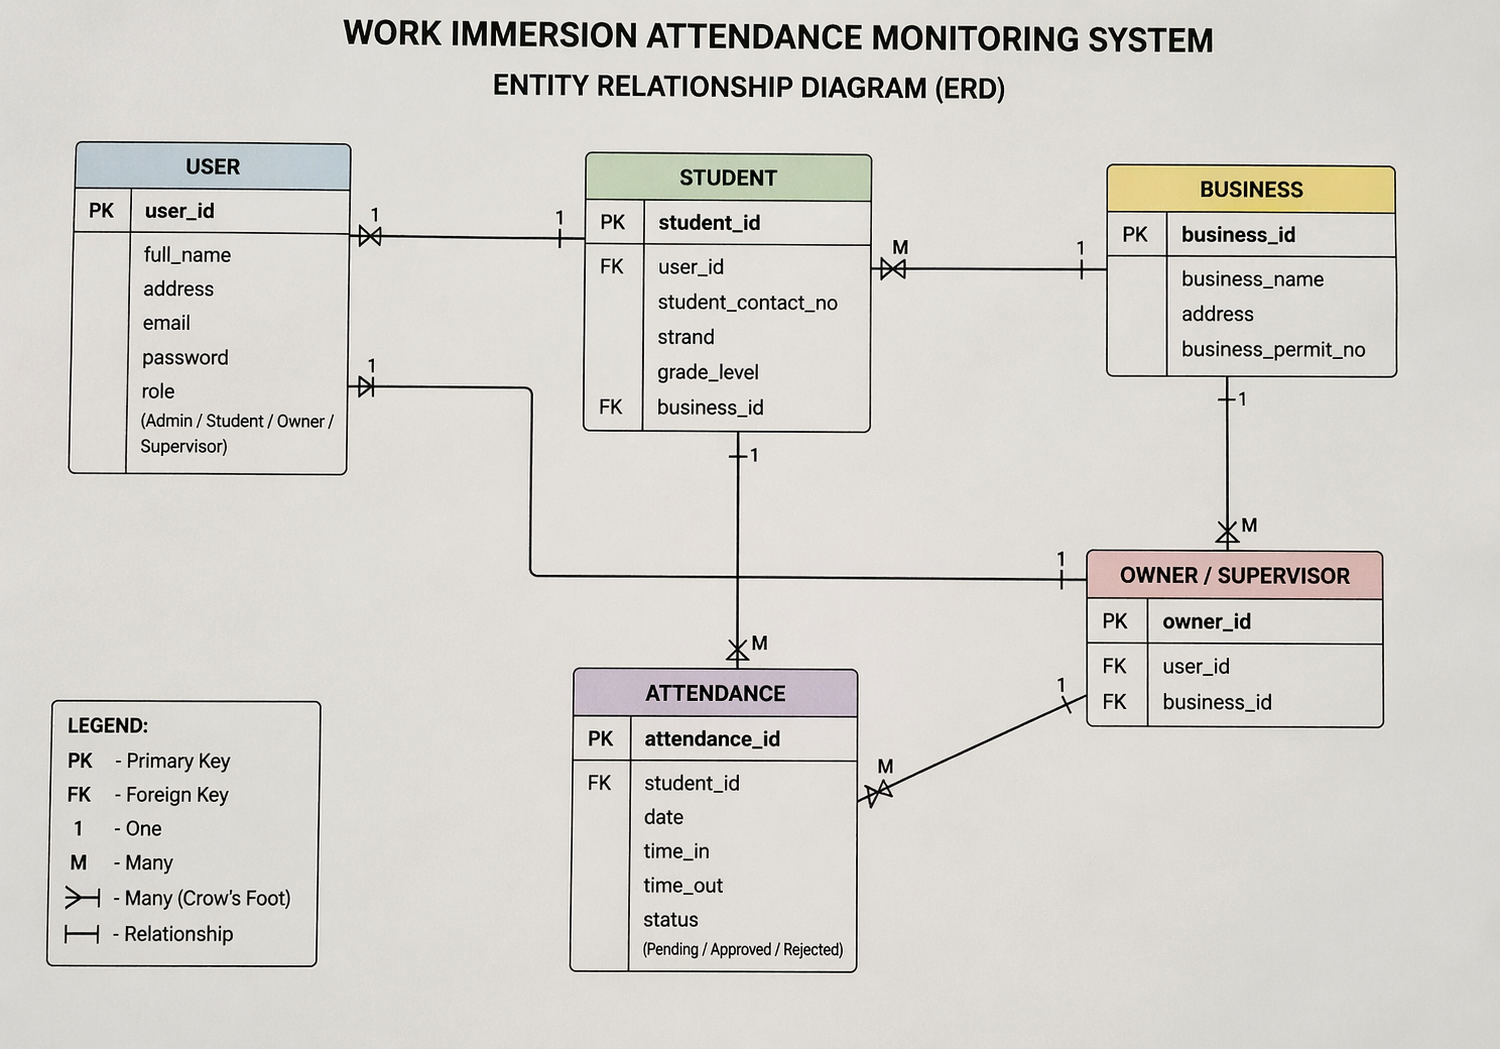 WORK IMMERSION ATTENDANCE MONITORING SYSTEM
ENTITY RELATIONSHIP DIAGRAM (ERD)
USER
PK user_id
full_name
address
email
password
role
(Admin / Student / Owner /
Supervisor)
1
1
1
STUDENT
PK student_id
FK user_id
student_contact_no
strand
grade_level
FK business_id
M
1
BUSINESS
PK business_id
business_name
address
business_permit_no
1
M
1
1
M
OWNER / SUPERVISOR
PK owner_id
FK user_id
FK business_id
1
M
ATTENDANCE
PK attendance_id
FK student_id
date
time_in
time_out
status
(Pending / Approved / Rejected)
LEGEND:
PK - Primary Key
FK - Foreign Key
1 - One
M - Many
- Many (Crow's Foot)
- Relationship